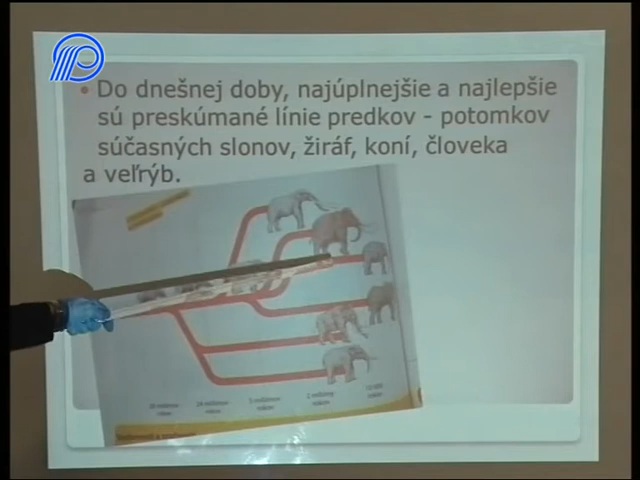 • Do dnešnej doby, najúplnejšie a najlepšie
sú preskúmané línie predkov - potomkov
súčasných slonov, žiráf, koní, človeka
a veľrýb.